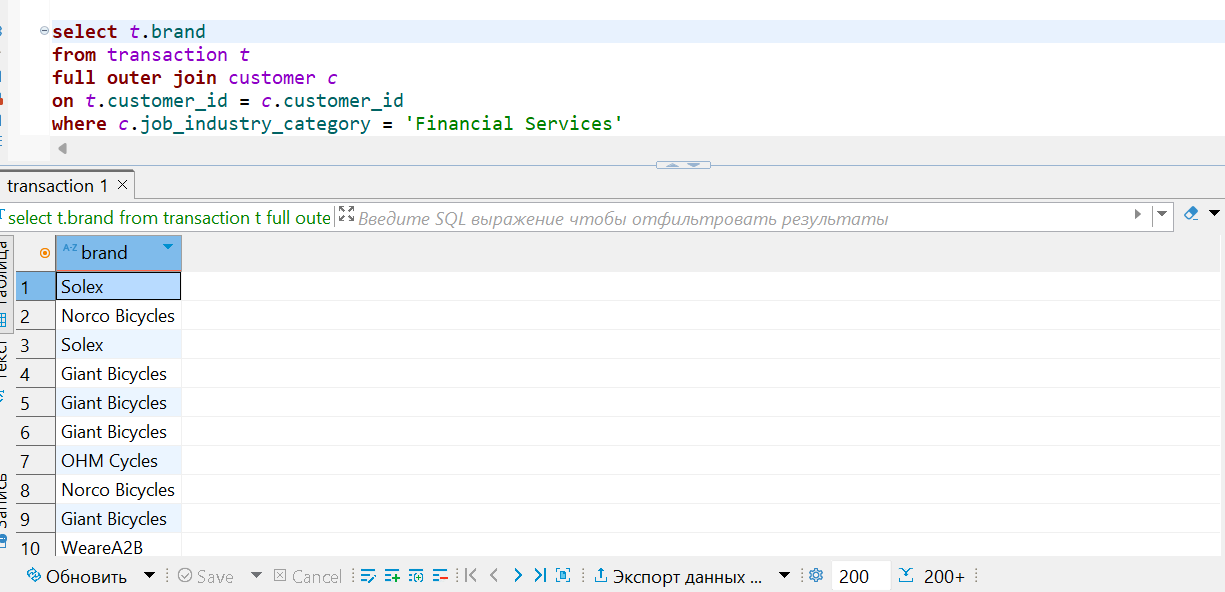 select t.brand
from transaction t
full outer join customer c
on t.customer_id = c.customer_id
where c.job_industry_category = 'Financial Services'
transaction 1
select t.brand from transaction t full oute
Введите SQL выражение чтобы отфильтровать результаты
Таблица
Текст
Запись
A-Z brand
1 Solex
2 Norco Bicycles
3 Solex
4 Giant Bicycles
5 Giant Bicycles
6 Giant Bicycles
7 OHM Cycles
8 Norco Bicycles
9 Giant Bicycles
10 WeareA2B
Обновить Save Cancel Экспорт данных ... 200 200+